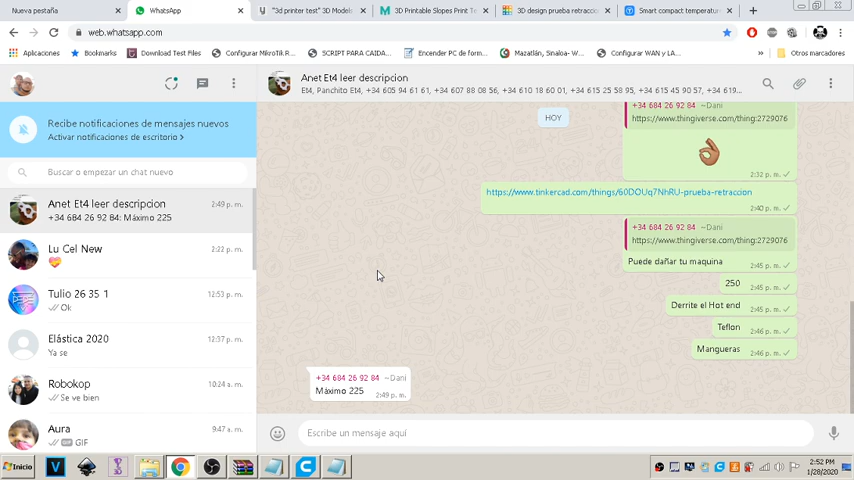 Nueva pestaña
WhatsApp
"3d printer test" 3D Modele
3D Printable Slopes Print T
3D design prueba retracció
Smart compact temperatur
web.whatsapp.com
Aplicaciones
Bookmarks
Download Test Files
Configurar MikroTiK R
SCRIPT PARA CAIDA...
Encender PC de form...
Mazatlán, Sinaloa- W...
Configurar WAN y LA...
Otros marcadores
Anet Et4 leer descripcion
Et4, Panchito Et4, +34 605 94 61 61, +34 607 88 08 56, +34 610 18 60 01, +34 615 25 58 95, +34 615 45 90 57, +34 619...
Recibe notificaciones de mensajes nuevos
Activar notificaciones de escritorio >
Buscar o empezar un chat nuevo
Anet Et4 leer descripcion 2:49 p. m.
+34 684 26 92 84: Máximo 225
Lu Cel New 2:22 p. m.
Tulio 26 35 1 12:53 p. m.
Ok
Elástica 2020 12:37 p. m.
Ya se
Robokop 10:24 a. m.
Se ve bien
Aura 9:47 a. m.
GIF
HOY
+34 684 26 92 84 ~Dani
https://www.thingiverse.com/thing:2729076
2:32 p. m.
https://www.tinkercad.com/things/60DOUq7NhRU-prueba-retraccion
2:40 p. m.
+34 684 26 92 84 ~Dani
https://www.thingiverse.com/thing:2729076
Puede dañar tu maquina 2:45 p. m.
250 2:45 p. m.
Derrite el Hot end 2:45 p. m.
Teflon 2:46 p. m.
Mangueras 2:46 p. m.
+34 684 26 92 84 ~Dani
Máximo 225 2:49 p. m.
Escribe un mensaje aquí
Inicio
2:52 PM
1/28/2020